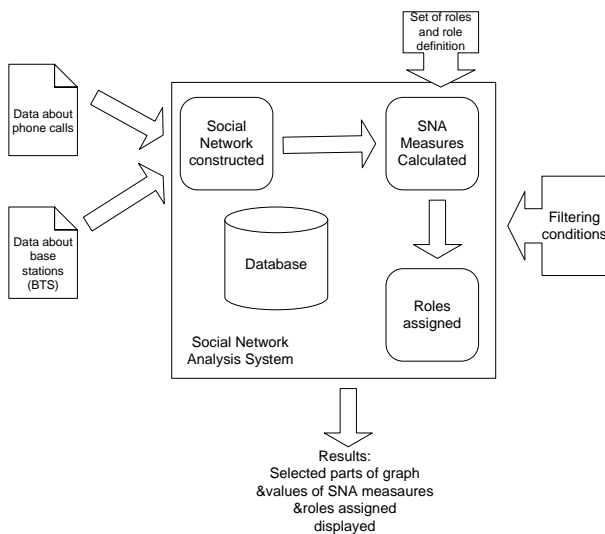 Set of roles
and role
definition
Data about
phone calls
Social
Network
constructed
SNA
Measures
Calculated
Data about
base
stations
(BTS)
Filtering
conditions
Database
Roles
assigned
Social Network
Analysis System
Results:
Selected parts of graph
&values of SNA measaures
&roles assigned
displayed